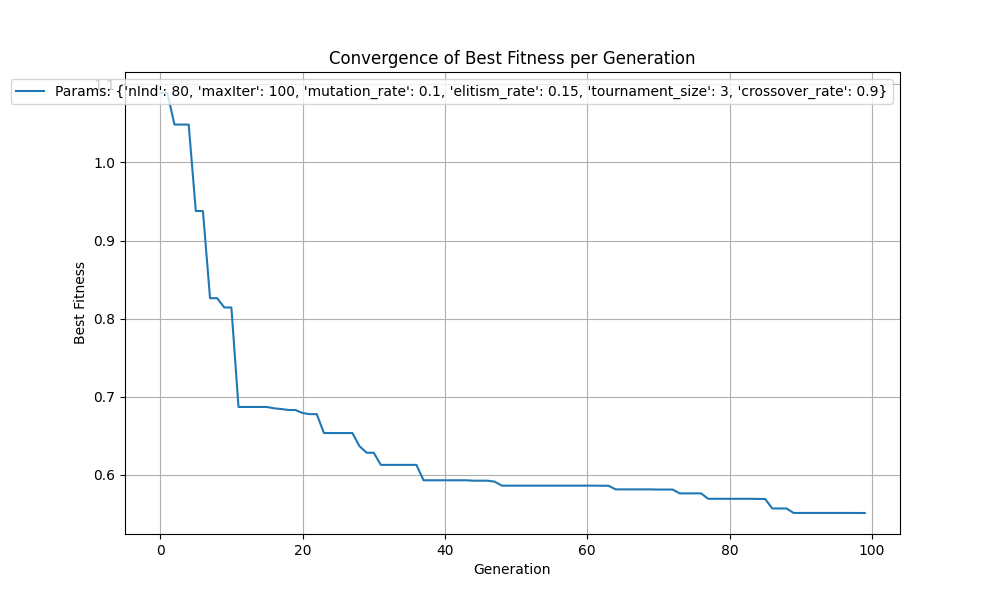 Convergence of Best Fitness per Generation
1.1
Params: {'nInd': 80, 'maxIter': 100, 'mutation_rate': 0.1, 'elitism_rate': 0.15, 'tournament_size': 3, 'crossover_rate': 0.9}
1.0
0.9
0.8
0.7
0.6
Best Fitness
0 20 40 60 80 100
Generation